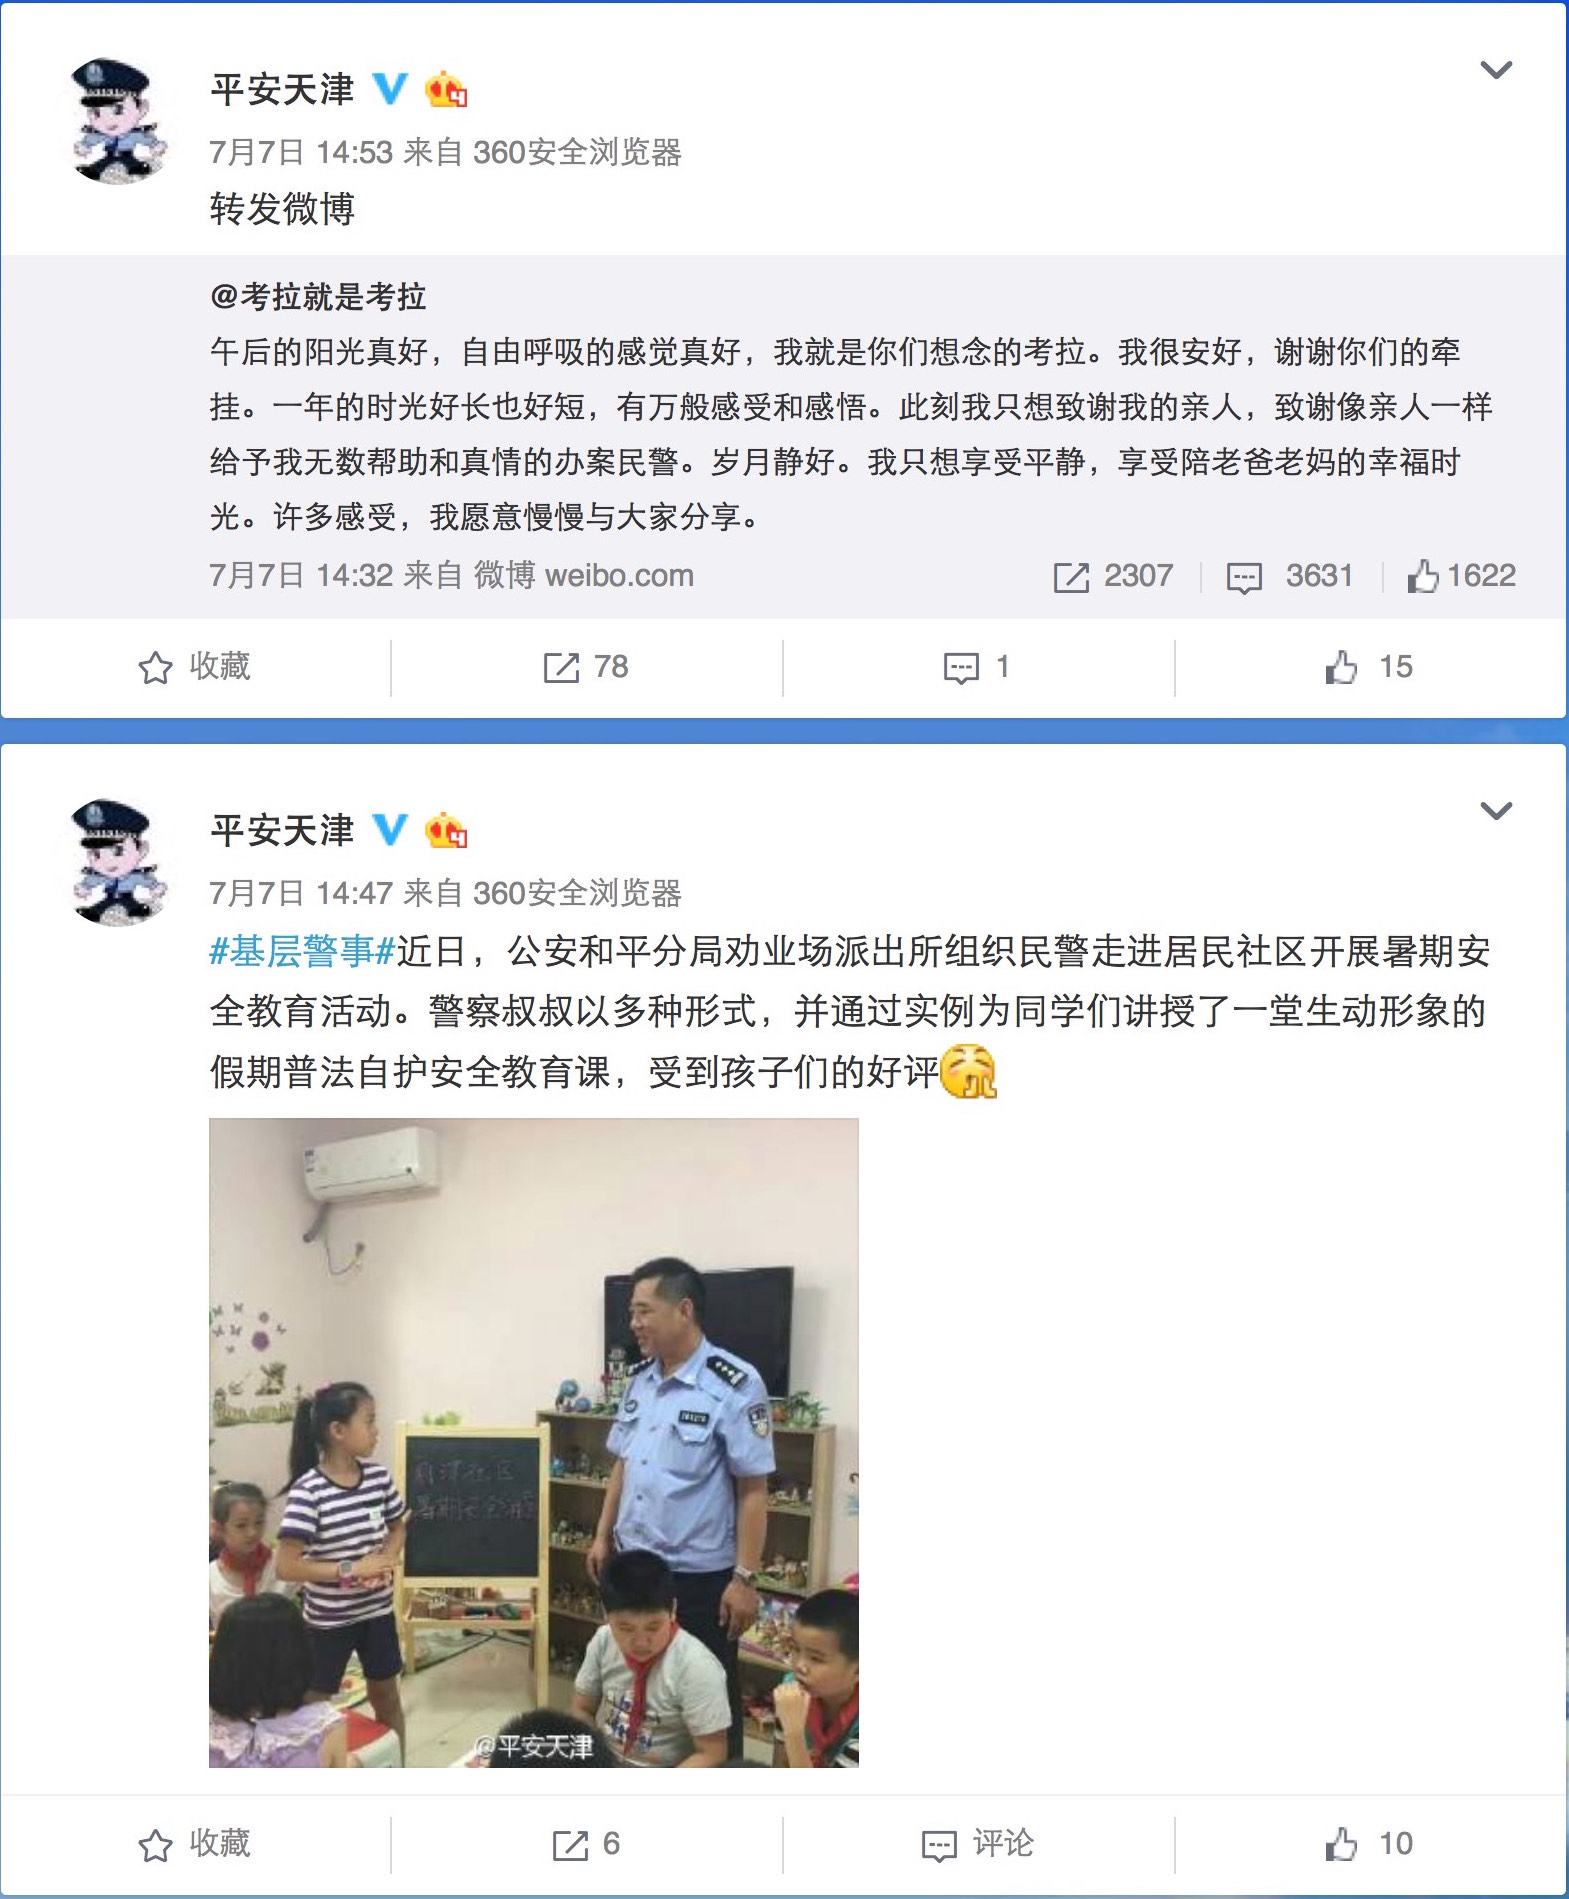 平安天津
7月7日 14:53 来自 360安全浏览器
转发微博
@考拉就是考拉
午后的阳光真好，自由呼吸的感觉真好，我就是你们想念的考拉。我很安好，谢谢你们的牵
挂。一年的时光好长也好短，有万般感受和感悟。此刻我只想致谢我的亲人，致谢像亲人一样
给予我无数帮助和真情的办案民警。岁月静好。我只想享受平静，享受陪老爸老妈的幸福时
光。许多感受，我愿意慢慢与大家分享。
7月7日 14:32 来自 微博 weibo.com 2307 3631 1622
收藏 78 1 15
平安天津
7月7日 14:47 来自 360安全浏览器
#基层警事#近日，公安和平分局劝业场派出所组织民警走进居民社区开展暑期安
全教育活动。警察叔叔以多种形式，并通过实例为同学们讲授了一堂生动形象的
假期普法自护安全教育课，受到孩子们的好评
津社区
暑期安全
@平安天津
收藏 6 评论 10